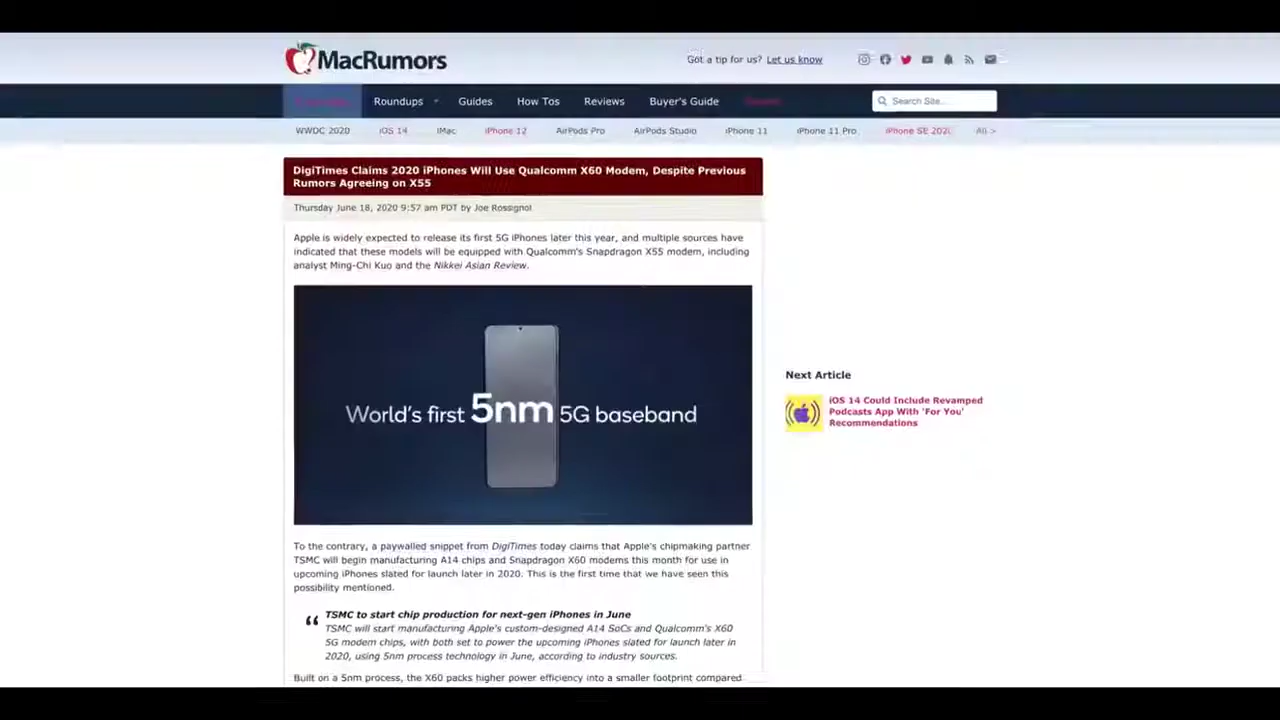 MacRumors
Got a tip for us? Let us know
Roundups Guides How Tos Reviews Buyer's Guide Search Site...
WWDC 2020 iOS 14 iMac iPhone 12 AirPods Pro AirPods Studio iPhone 11 iPhone 11 Pro iPhone SE 2020 All >
DigiTimes Claims 2020 iPhones Will Use Qualcomm X60 Modem, Despite Previous
Rumors Agreeing on X55
Thursday June 18, 2020 9:57 am PDT by Joe Rossignol
Apple is widely expected to release its first 5G iPhones later this year, and multiple sources have
indicated that these models will be equipped with Qualcomm's Snapdragon X55 modem, including
analyst Ming-Chi Kuo and the Nikkei Asian Review.
World's first 5nm 5G baseband
Next Article
iOS 14 Could Include Revamped
Podcasts App With 'For You'
Recommendations
To the contrary, a paywalled snippet from DigiTimes today claims that Apple's chipmaking partner
TSMC will begin manufacturing A14 chips and Snapdragon X60 modems this month for use in
upcoming iPhones slated for launch later in 2020. This is the first time that we have seen this
possibility mentioned.
“ TSMC to start chip production for next-gen iPhones in June
TSMC will start manufacturing Apple's custom-designed A14 SoCs and Qualcomm's X60
5G modem chips, with both set to power the upcoming iPhones slated for launch later in
2020, using 5nm process technology in June, according to industry sources.
Built on a 5nm process, the X60 packs higher power efficiency into a smaller footprint compared